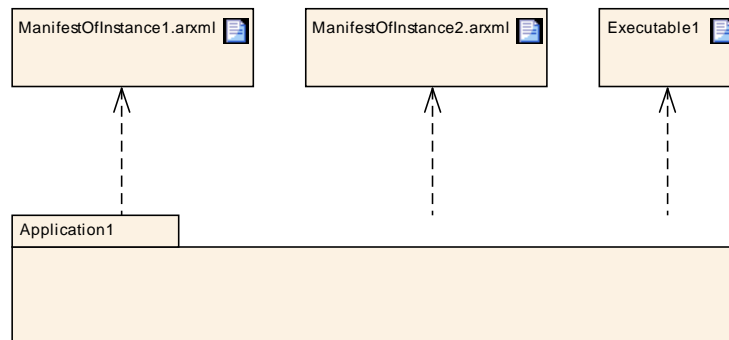 ManifestOfInstance1.arxml
ManifestOfInstance2.arxml
Executable1
Application1